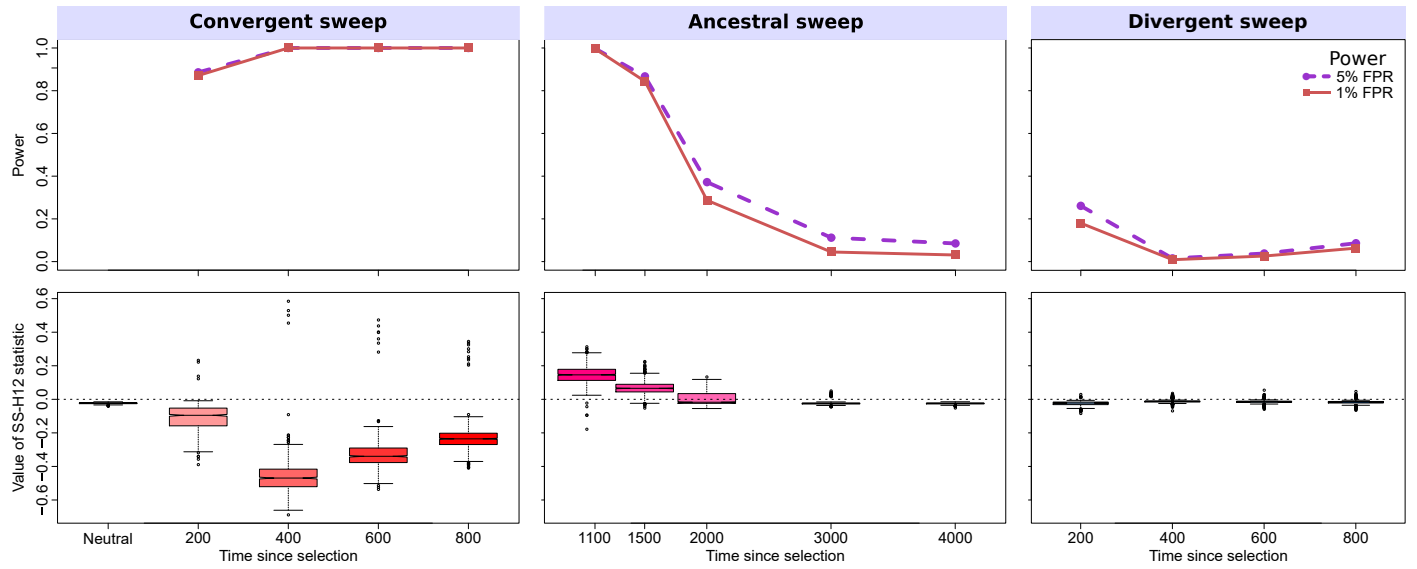 Convergent sweep
Ancestral sweep
Divergent sweep
Power
0.0 0.2 0.4 0.6 0.8 1.0
Power
5% FPR
1% FPR
Value of SS-H12 statistic
−0.6 −0.4 −0.2 0.0 0.2 0.4 0.6
Neutral 200 400 600 800
Time since selection
1100 1500 2000 3000 4000
Time since selection
200 400 600 800
Time since selection